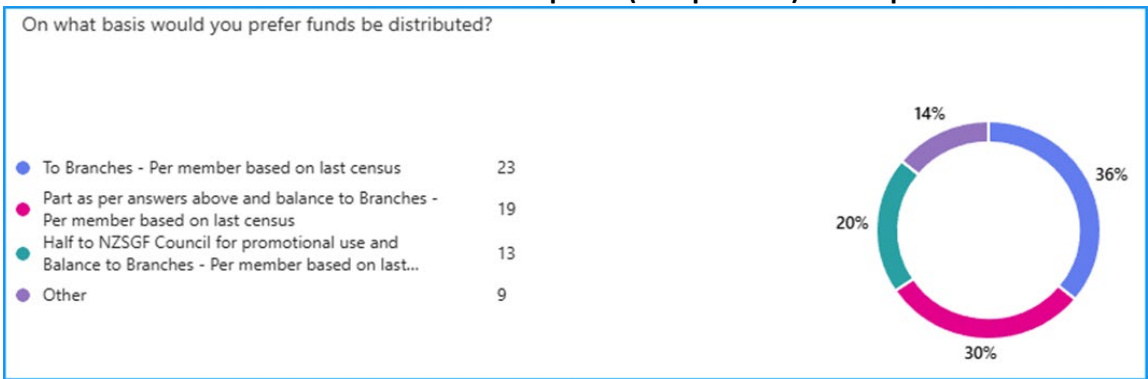 On what basis would you prefer funds be distributed?
To Branches - Per member based on last census 23
Part as per answers above and balance to Branches -
Per member based on last census 19
Half to NZSGF Council for promotional use and
Balance to Branches - Per member based on last... 13
Other 9
14%
36%
20%
30%